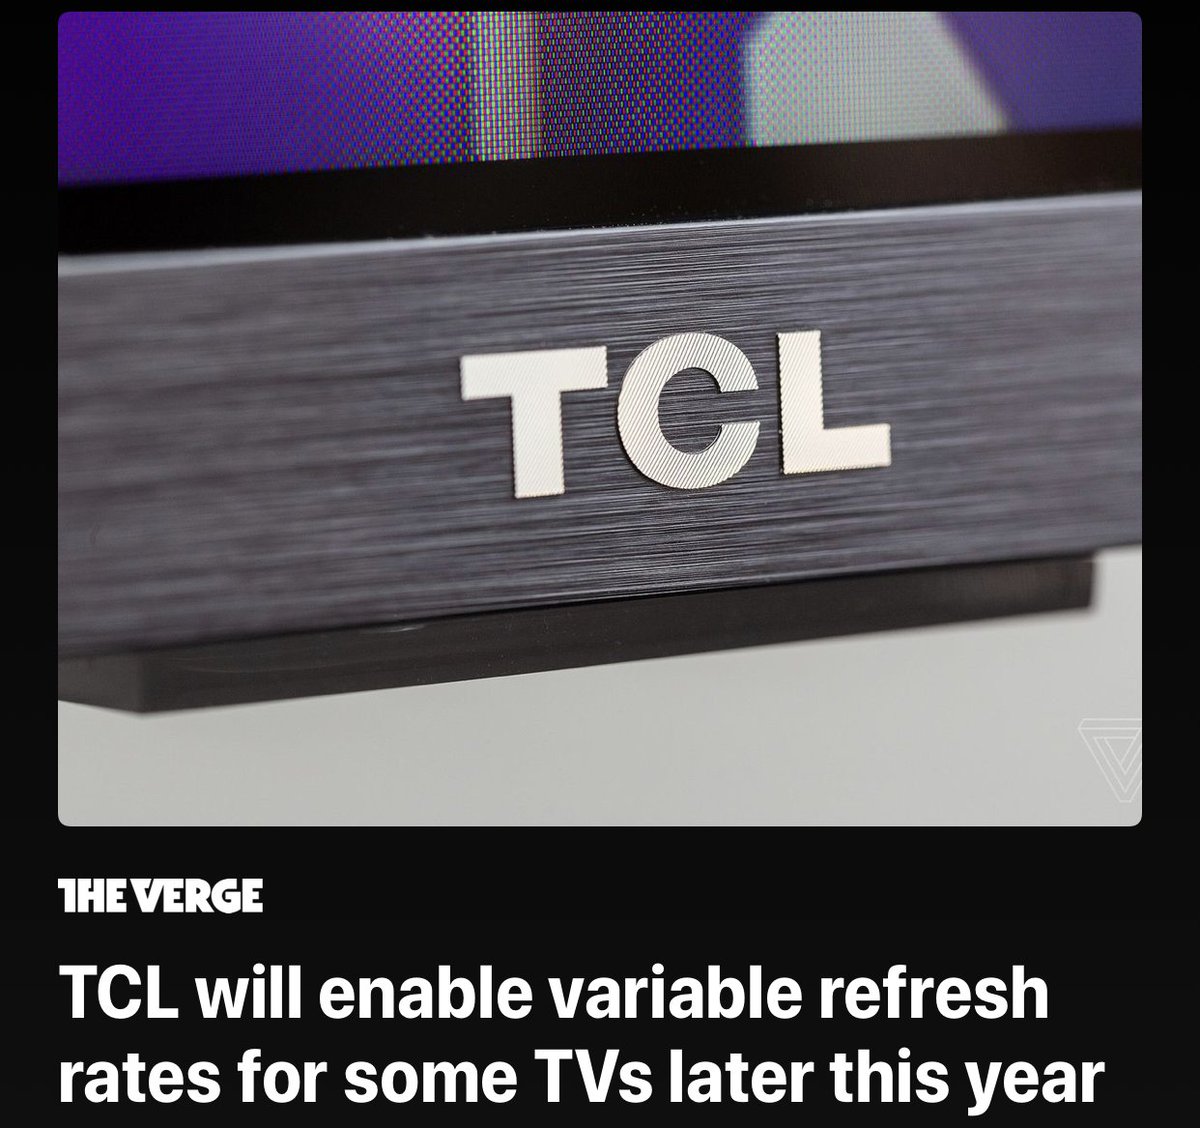 TCL
THE VERGE
TCL will enable variable refresh
rates for some TVs later this year